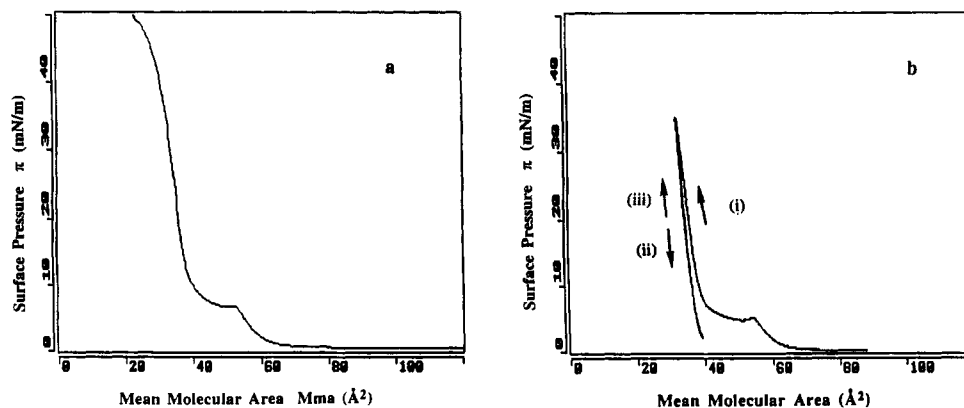 a
40
30
20
10
0
Surface Pressure π (mN/m)
0 20 40 60 80 100
Mean Molecular Area Mma (Å²)
b
40
30
20
10
0
Surface Pressure π (mN/m)
(iii)
(i)
(ii)
0 20 40 60 80 100
Mean Molecular Area (Å²)